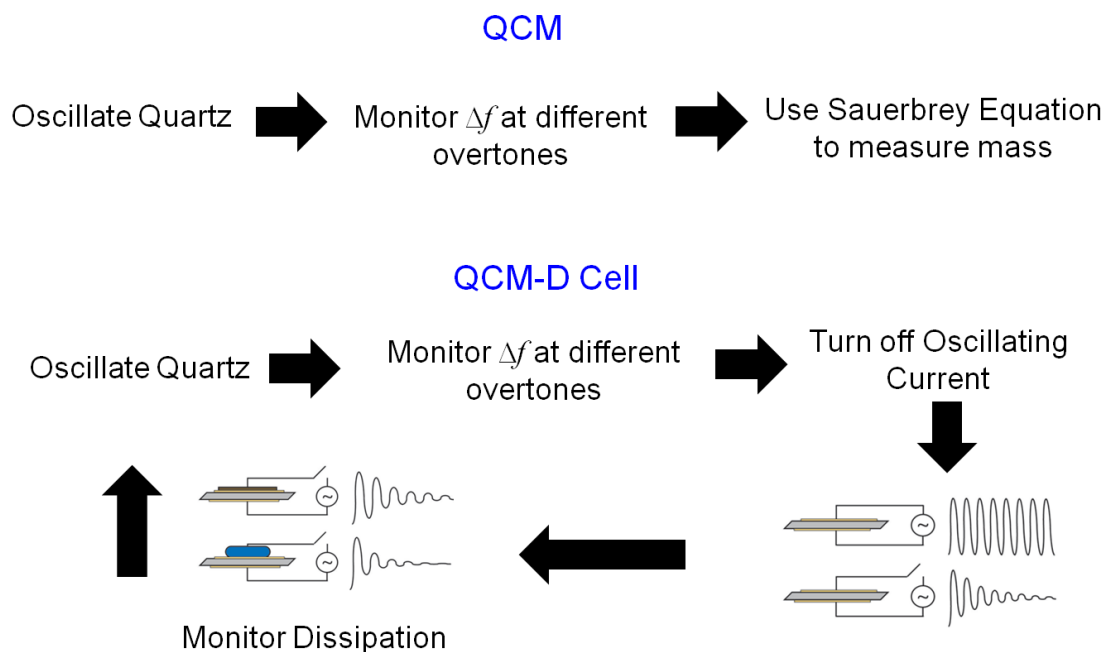 QCM
Oscillate Quartz
Monitor Δf at different
overtones
Use Sauerbrey Equation
to measure mass
QCM-D Cell
Oscillate Quartz
Monitor Δf at different
overtones
Turn off Oscillating
Current
~
~
~
~
Monitor Dissipation